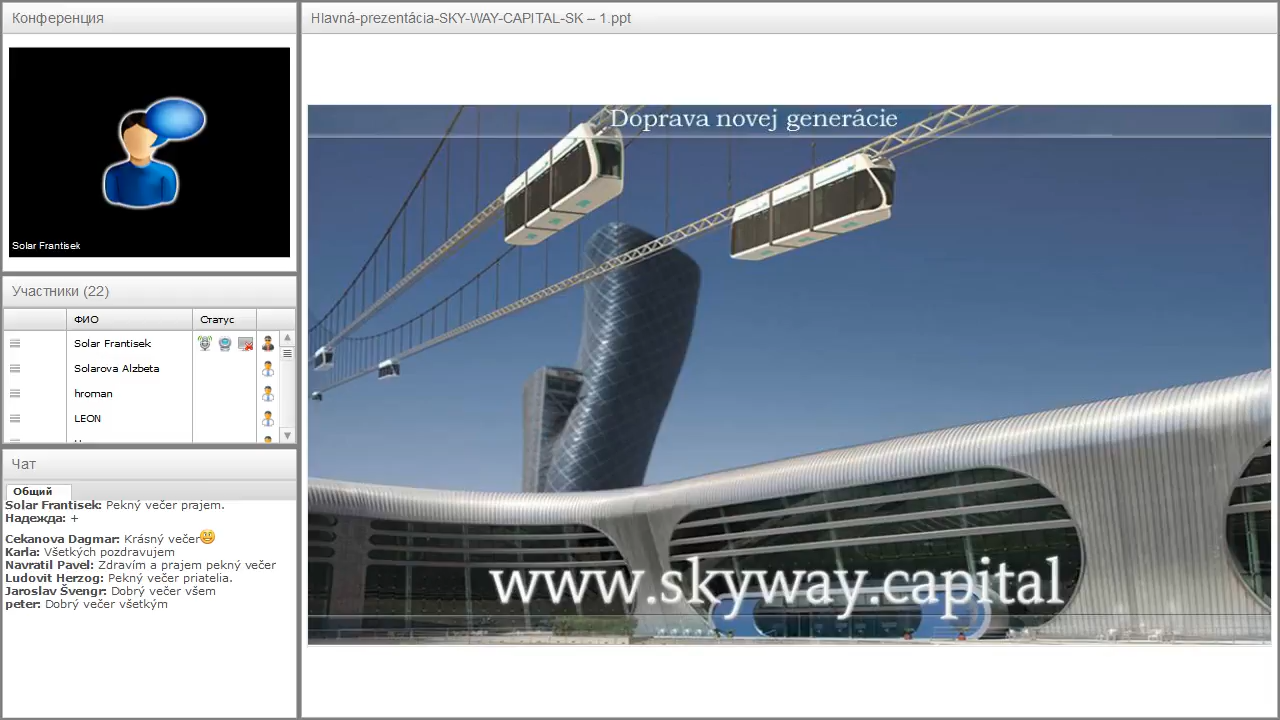 Конференция
Solar Frantisek
Участники (22)
ФИО
Статус
Solar Frantisek
Solarova Alzbeta
hroman
LEON
Чат
Общий
Solar Frantisek: Pekný večer prajem.
Надежда: +
Cekanova Dagmar: Krásný večer
Karla: Všetkých pozdravujem
Navratil Pavel: Zdravím a prajem pekný večer
Ludovit Herzog: Pekný večer priatelia.
Jaroslav Švengr: Dobrý večer všem
peter: Dobrý večer všetkým
Hlavná-prezentácia-SKY-WAY-CAPITAL-SK – 1.ppt
Doprava novej generácie
www.skyway.capital